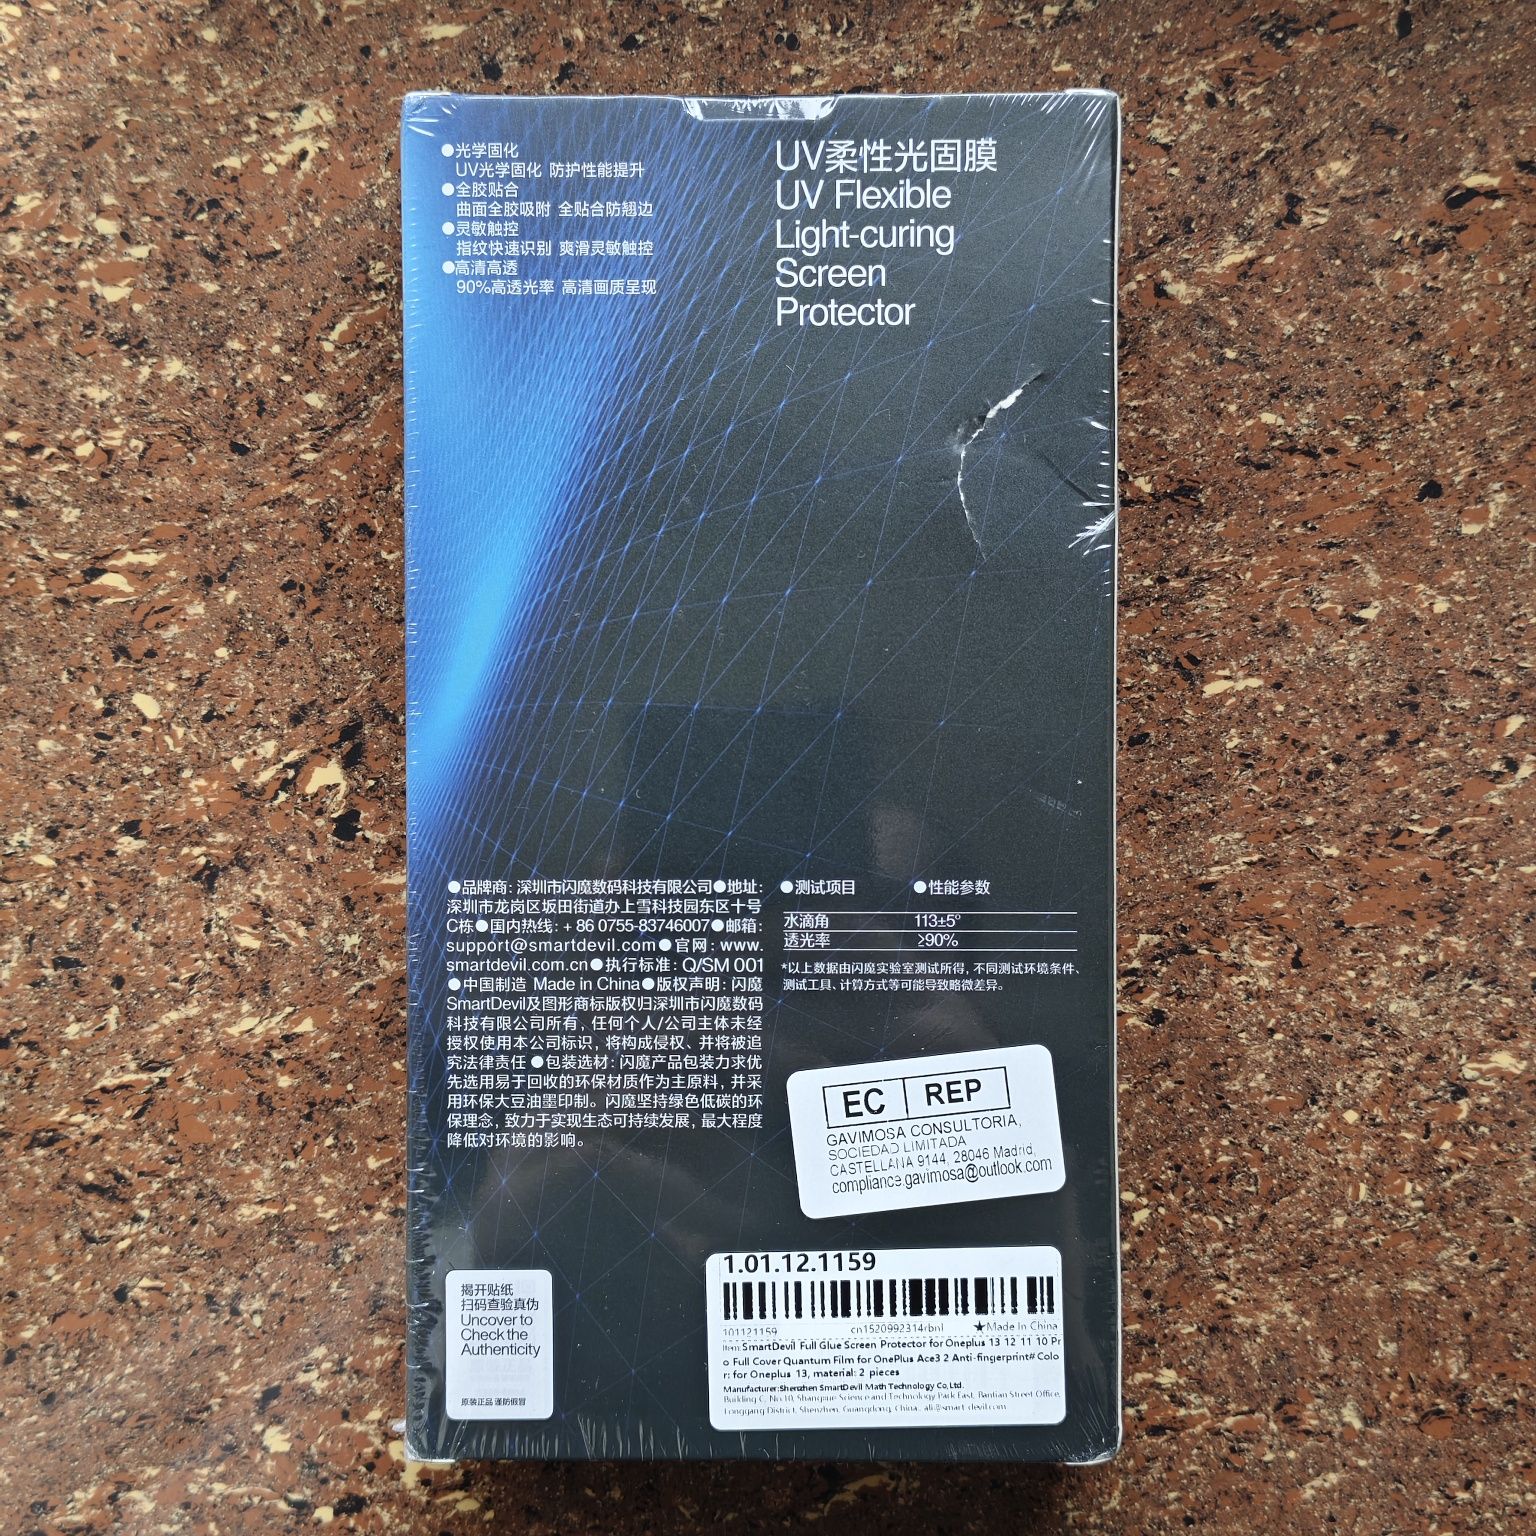 ●光学固化
UV光学固化 防护性能提升
●全胶贴合
曲面全胶吸附 全贴合防翘边
●灵敏触控
指纹快速识别 爽滑灵敏触控
●高清高透
90%高透光率 高清画质呈现
UV柔性光固膜
UV Flexible
Light-curing
Screen
Protector
●品牌商: 深圳市闪魔数码科技有限公司●地址:
深圳市龙岗区坂田街道办上雪科技园东区十号
C栋●国内热线: + 86 0755-83746007●邮箱:
support@smartdevil.com●官网: www.
smartdevil.com.cn●执行标准: Q/SM 001
●中国制造 Made in China●版权声明: 闪魔
SmartDevil及图形商标版权归深圳市闪魔数码
科技有限公司所有, 任何个人/公司主体未经
授权使用本公司标识, 将构成侵权、并将被追
究法律责任 ●包装选材: 闪魔产品包装力求优
先选用易于回收的环保材质作为主原料, 并采
用环保大豆油墨印制。闪魔坚持绿色低碳的环
保理念, 致力于实现生态可持续发展, 最大程度
降低对环境的影响。
●测试项目 ●性能参数
水滴角 113±5°
透光率 ≥90%
*以上数据由闪魔实验室测试所得, 不同测试环境条件、
测试工具、计算方式等可能导致略微差异。
EC REP
GAVIMOSA CONSULTORIA,
SOCIEDAD LIMITADA
CASTELLANA 9144, 28046 Madrid,
compliance.gavimosa@outlook.com
揭开贴纸
扫码查验真伪
Uncover to
Check the
Authenticity
原装正品 谨防假冒
1.01.12.1159
101121159 cn1520992314rbnl ★Made In China
Item:SmartDevil Full Glue Screen Protector for Oneplus 13 12 11 10 Pr
o Full Cover Quantum Film for OnePlus Ace3 2 Anti-fingerprint# Colo
r: for Oneplus 13, material: 2 pieces
Manufacturer:Shenzhen SmartDevil Math Technology Co,Ltd.
Building C, No.10, Shangxue Science and Technology Park East, Bantian Street Office,
Longgang District, Shenzhen, Guangdong, China., ali@smart-devil.com